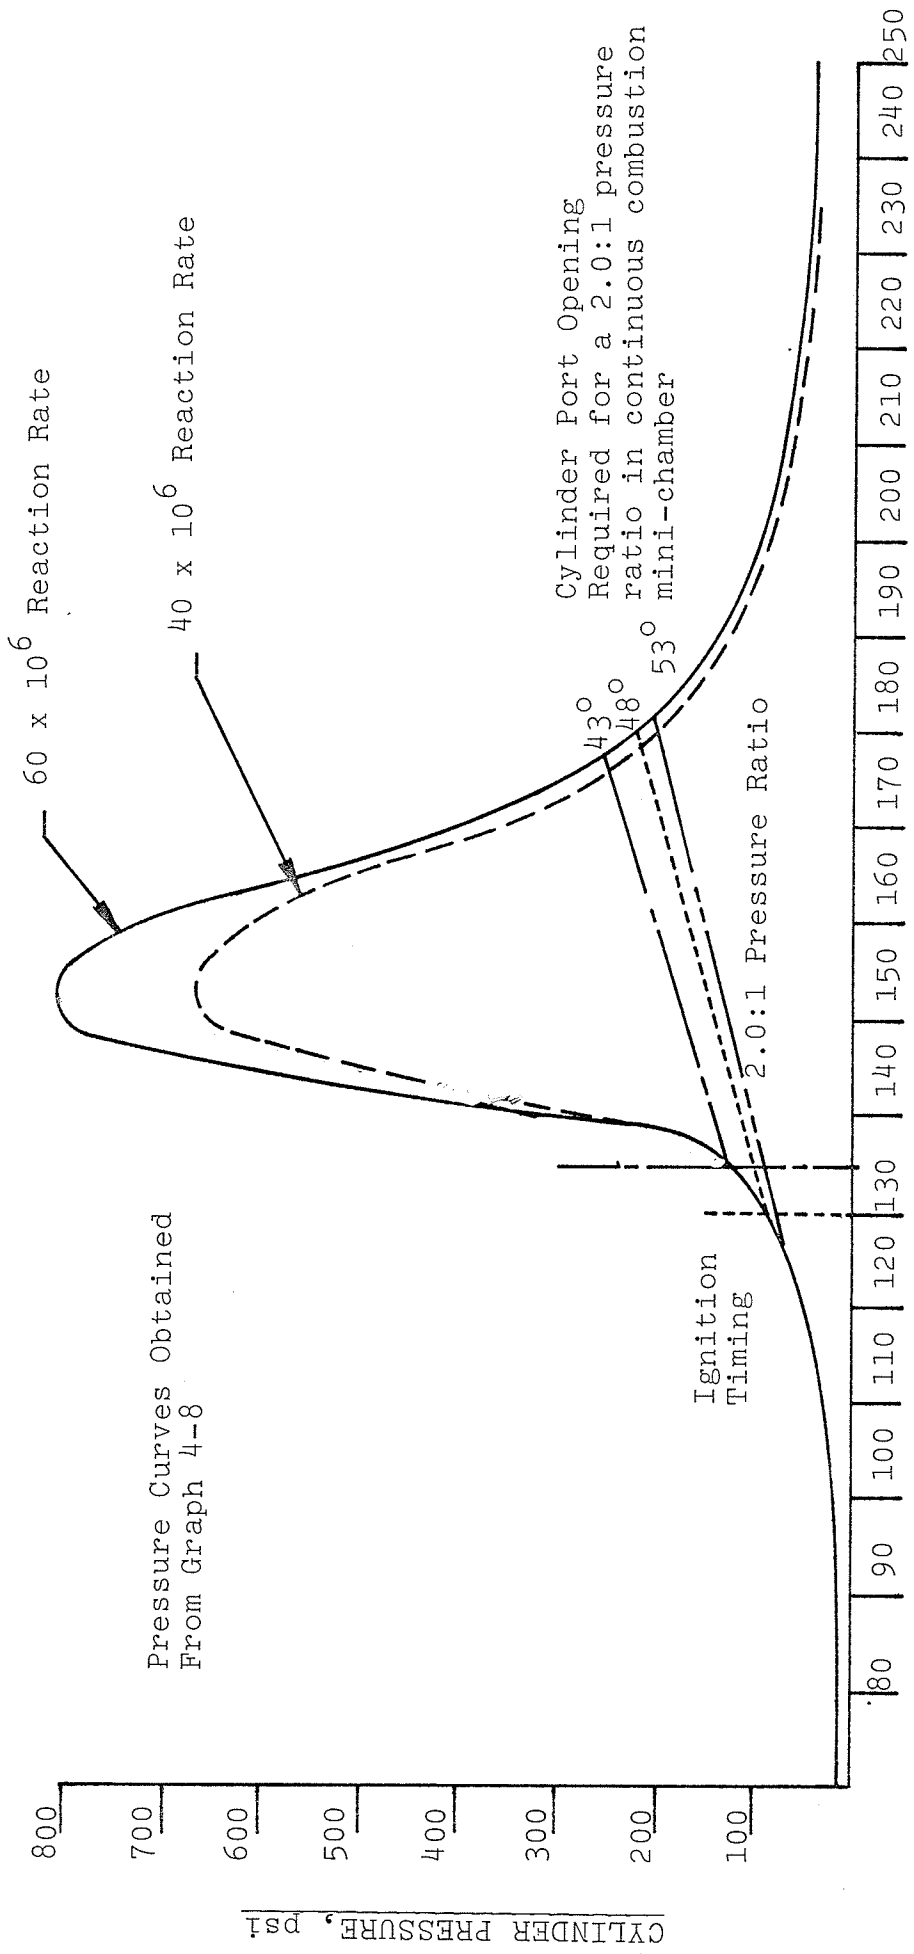 60 x 10⁶ Reaction Rate
40 x 10⁶ Reaction Rate
Pressure Curves Obtained
From Graph 4-8
Cylinder Port Opening
Required for a 2.0:1 pressure
ratio in continuous combustion
mini-chamber
43°
48°
53°
2.0:1 Pressure Ratio
Ignition
Timing
CYLINDER PRESSURE, psi
800
700
600
500
400
300
200
100
80 90 100 110 120 130 140 150 160 170 180 190 200 210 220 230 240 250